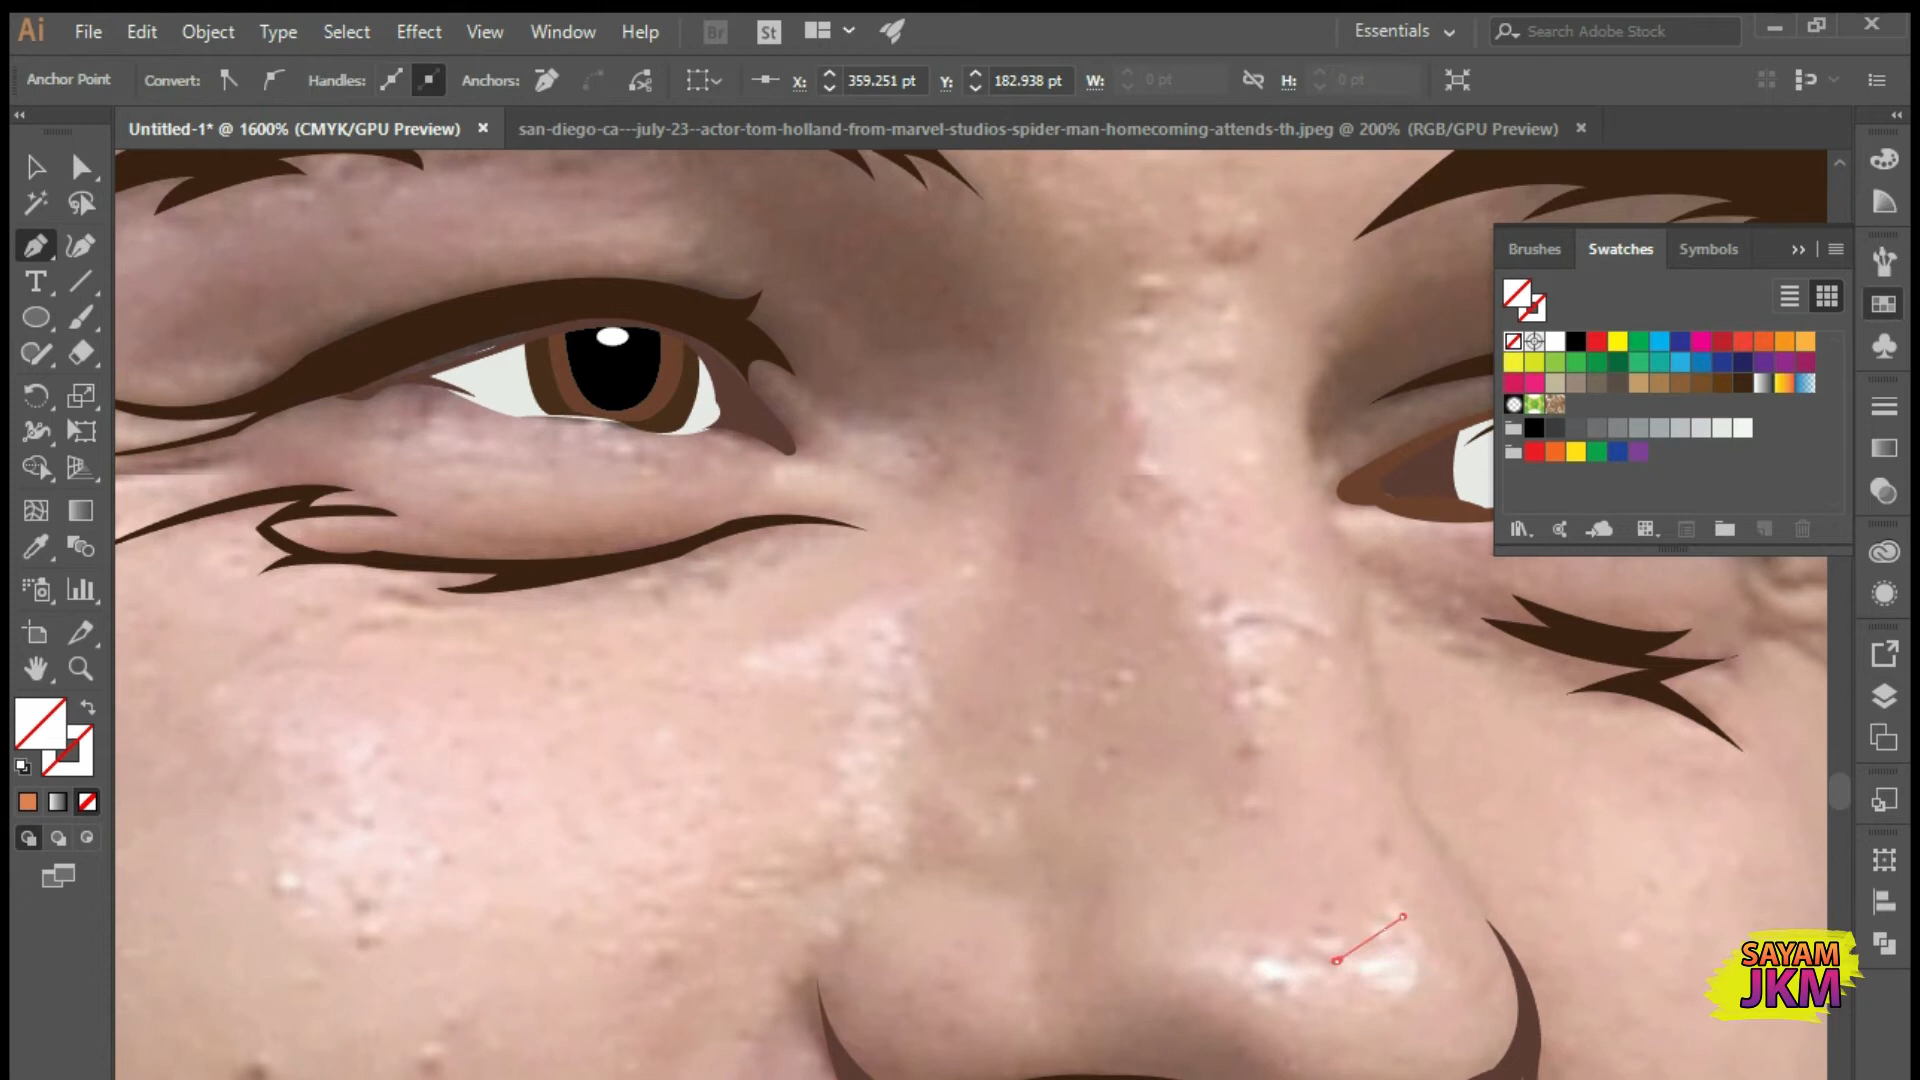 Ai File Edit Object Type Select Effect View Window Help Br St Essentials Search Adobe Stock
Anchor Point Convert: Handles: Anchors: X: 359.251 pt Y: 182.938 pt W: 0 pt H: 0 pt
Untitled-1* @ 1600% (CMYK/GPU Preview) × san-diego-ca---july-23--actor-tom-holland-from-marvel-studios-spider-man-homecoming-attends-th.jpeg @ 200% (RGB/GPU Preview) ×
Brushes Swatches Symbols
T
SAYAM
JKM